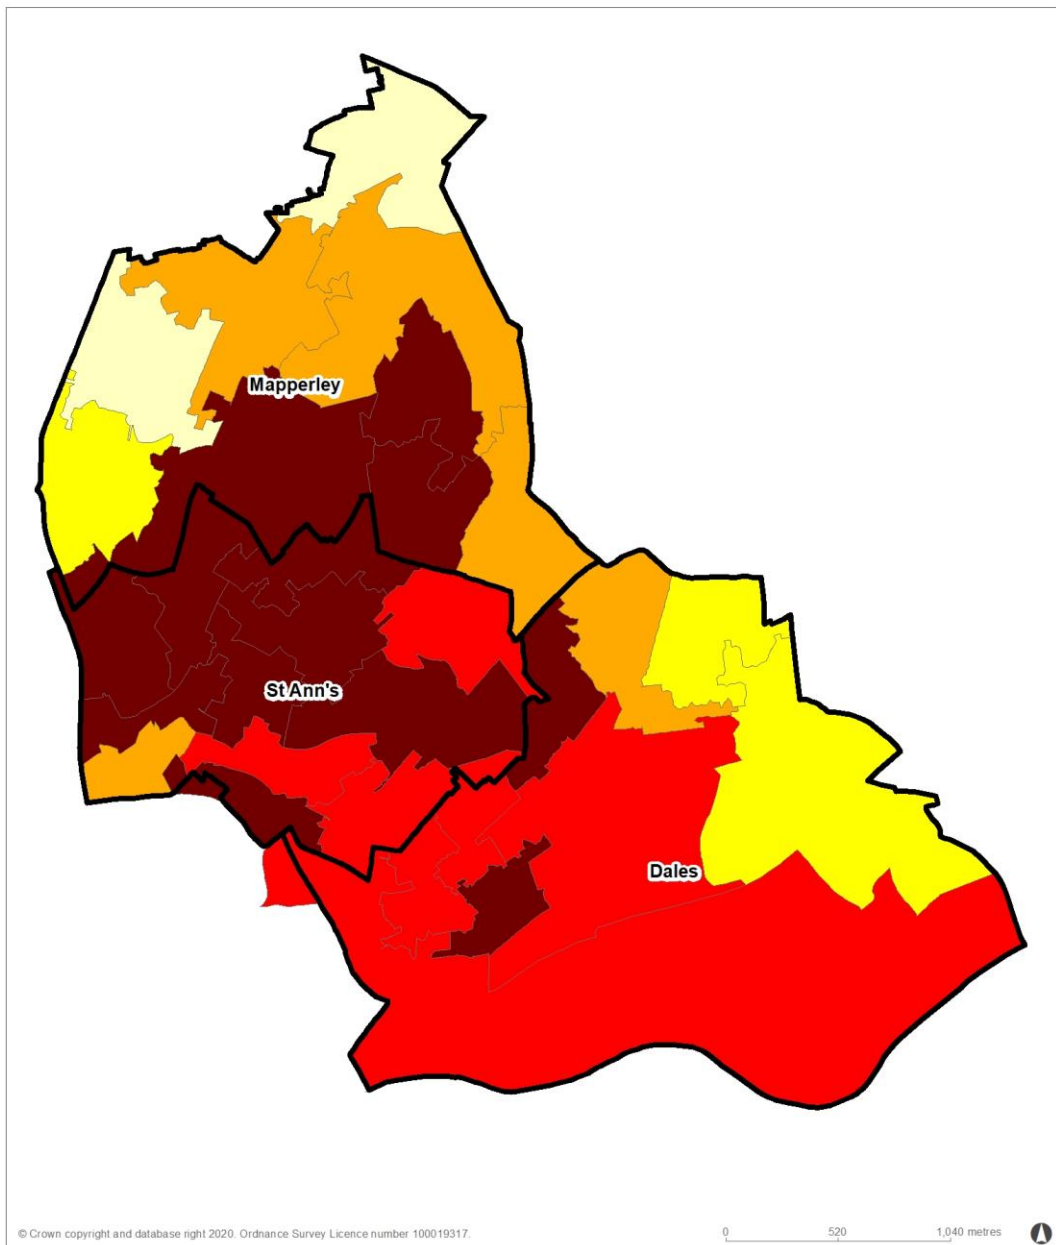 Mapperley
St Ann's
Dales
© Crown copyright and database right 2020. Ordnance Survey Licence number 100019317.
0 520 1,040 metres